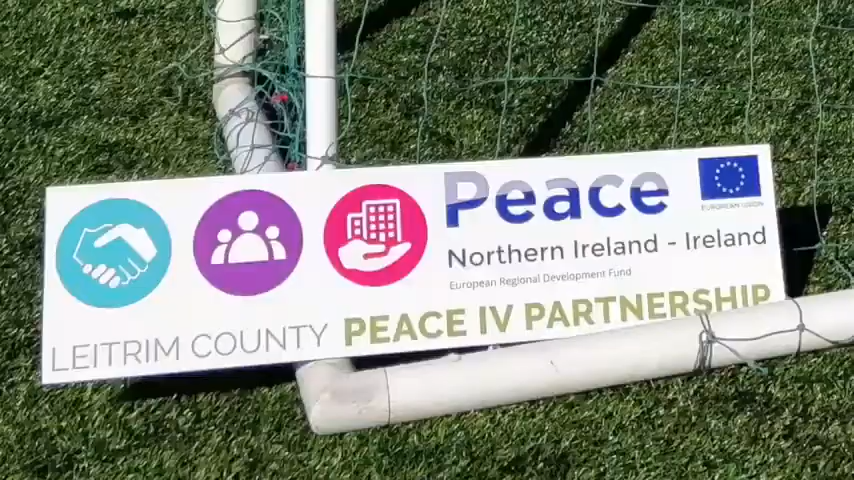 Peace
EUROPEAN UNION
Northern Ireland - Ireland
European Regional Development Fund
LEITRIM COUNTY PEACE IV PARTNERSHIP